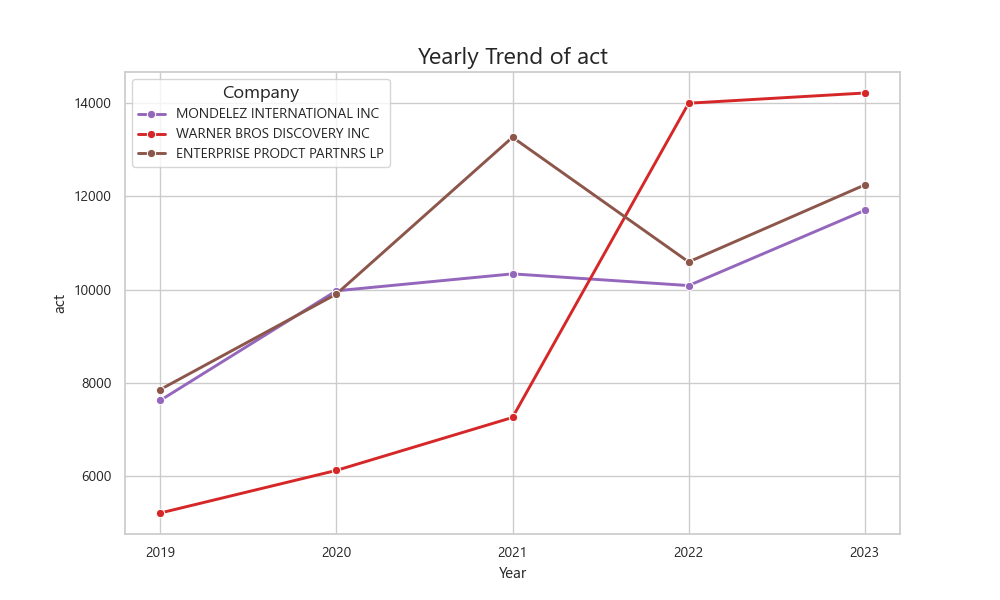 Yearly Trend of act
Company
MONDELEZ INTERNATIONAL INC
WARNER BROS DISCOVERY INC
ENTERPRISE PRODCT PARTNRS LP
14000
12000
10000
8000
6000
act
2019 2020 2021 2022 2023
Year